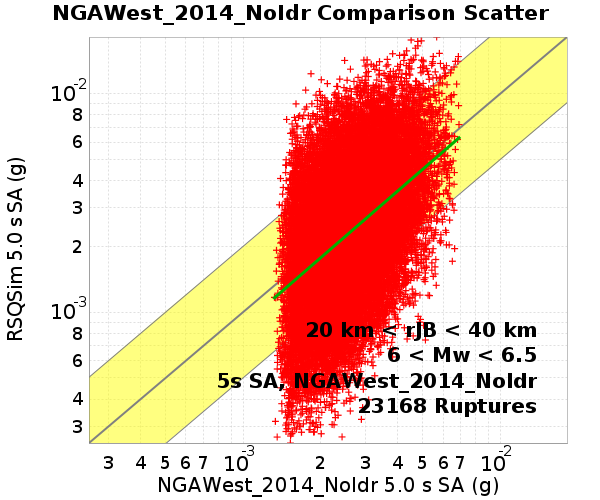 NGAWest_2014_NoIdr Comparison Scatter
RSQSim 5.0 s SA (g)
10-2
8
6
4
3
2
10-3
8
6
4
3
20 km < rJB < 40 km
6 < Mw < 6.5
5s SA, NGAWest_2014_NoIdr
23168 Ruptures
3 4 5 6 7 10-3 2 3 4 5 6 7 10-2
NGAWest_2014_NoIdr 5.0 s SA (g)